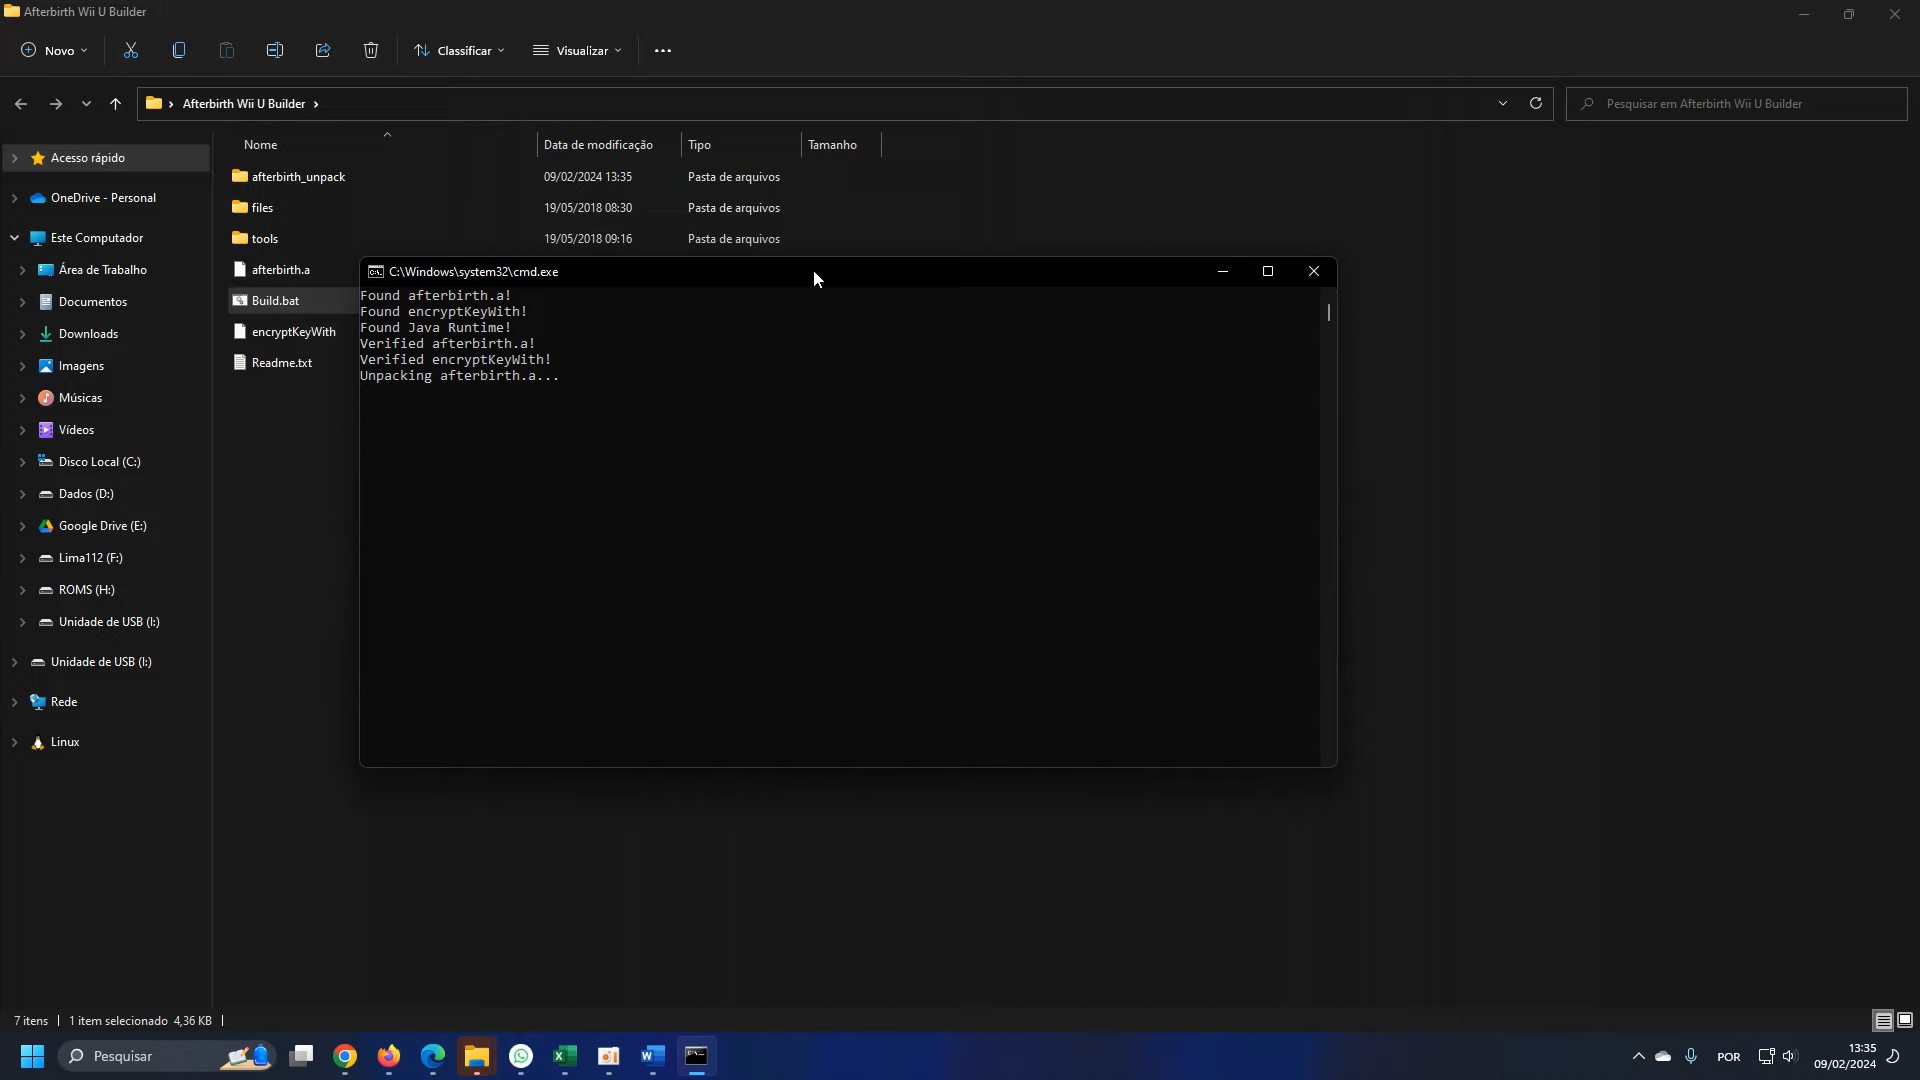 Afterbirth Wii U Builder
Novo
Classificar
Visualizar
Afterbirth Wii U Builder
Pesquisar em Afterbirth Wii U Builder
Nome
Data de modificação
Tipo
Tamanho
Acesso rápido
OneDrive - Personal
Este Computador
Área de Trabalho
Documentos
Downloads
Imagens
Músicas
Vídeos
Disco Local (C:)
Dados (D:)
Google Drive (E:)
Lima112 (F:)
ROMS (H:)
Unidade de USB (I:)
Unidade de USB (I:)
Rede
Linux
afterbirth_unpack 09/02/2024 13:35 Pasta de arquivos
files 19/05/2018 08:30 Pasta de arquivos
tools 19/05/2018 09:16 Pasta de arquivos
afterbirth.a
Build.bat
encryptKeyWith
Readme.txt
C:\Windows\system32\cmd.exe
Found afterbirth.a!
Found encryptKeyWith!
Found Java Runtime!
Verified afterbirth.a!
Verified encryptKeyWith!
Unpacking afterbirth.a...
7 itens
1 item selecionado 4,36 KB
Pesquisar
POR
13:35
09/02/2024